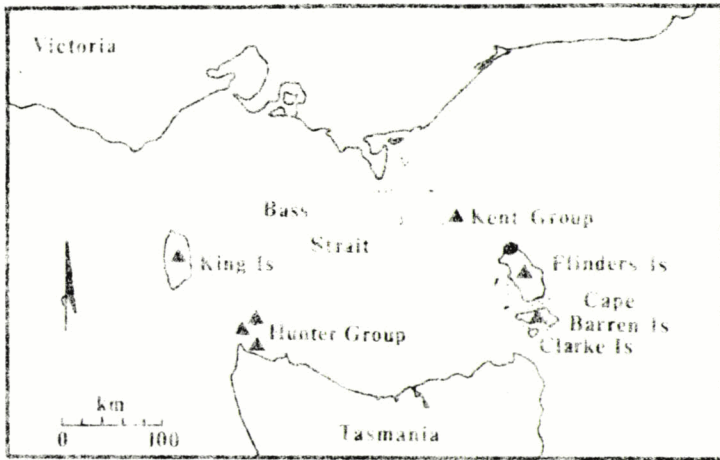 Victoria
Bass
Strait
Kent Group
King Is
Flinders Is
Cape
Barren Is
Clarke Is
Hunter Group
km
0 100
Tasmania